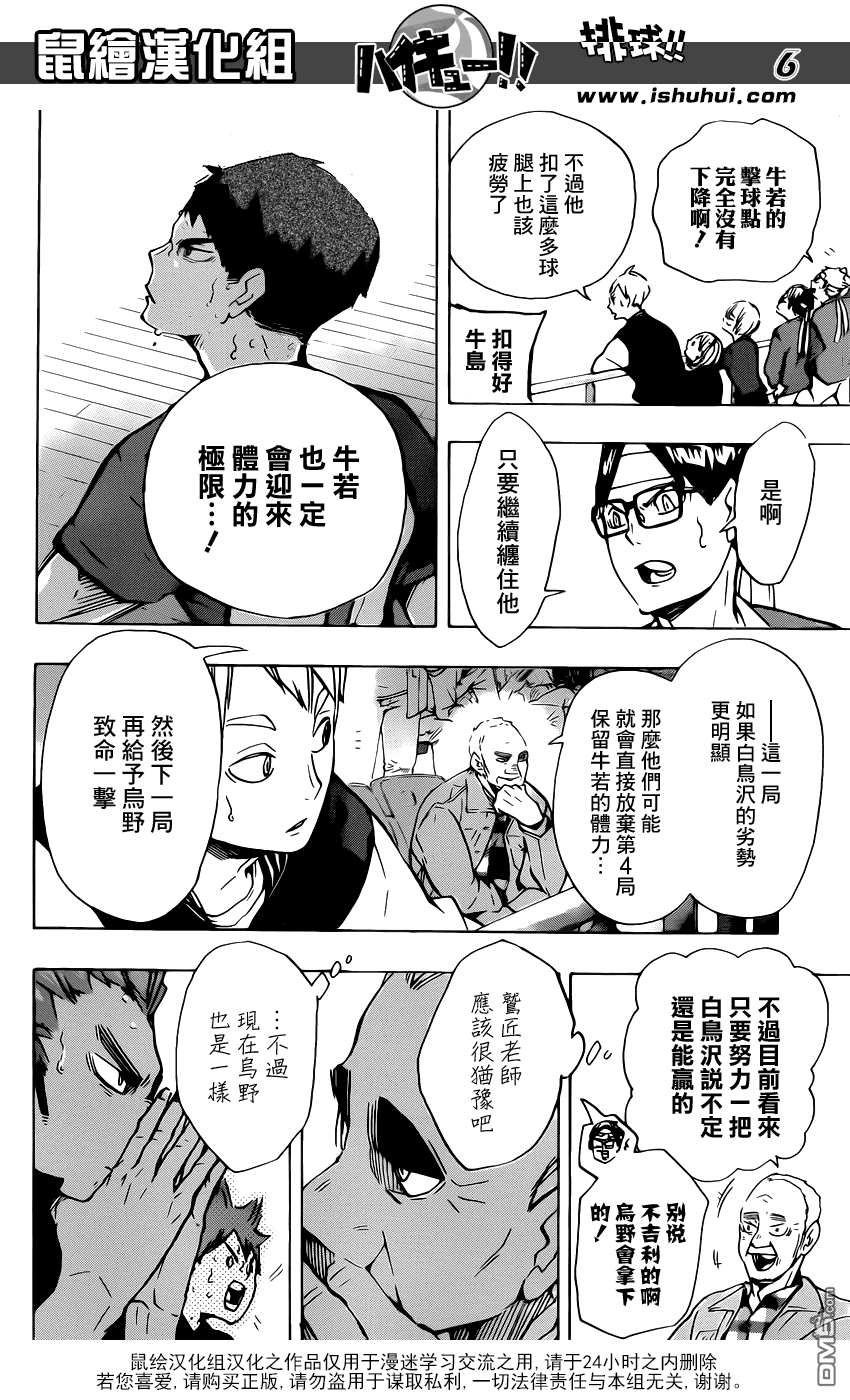 鼠繪漢化組
ハイキュー!!
排球!!
6
www.ishuhui.com
牛若的
擊球點
完全沒有
下降啊！
不過他
扣了這麼多球
腿上也該
疲勞了
扣得好
牛島
牛若
也一定
會迎來
體力的
極限…！
是啊
只要繼續纏住他
——這一局
如果白鳥沢的劣勢
更明顯
那麼他們可能
就會直接放棄第4局
保留牛若的體力…
然後下一局
再給予烏野
致命一擊
不過目前看來
只要努力一把
白鳥沢説不定
還是能贏的
别说
不吉利的啊
烏野會拿下
的！
鷲匠老師
應該很猶豫吧
…不過
現在烏野
也是一樣
鼠绘汉化组汉化之作品仅用于漫迷学习交流之用, 请于24小时之内删除
若您喜爱, 请购买正版, 请勿盗用于谋取私利, 一切法律责任与本组无关, 谢谢。
DM5.com